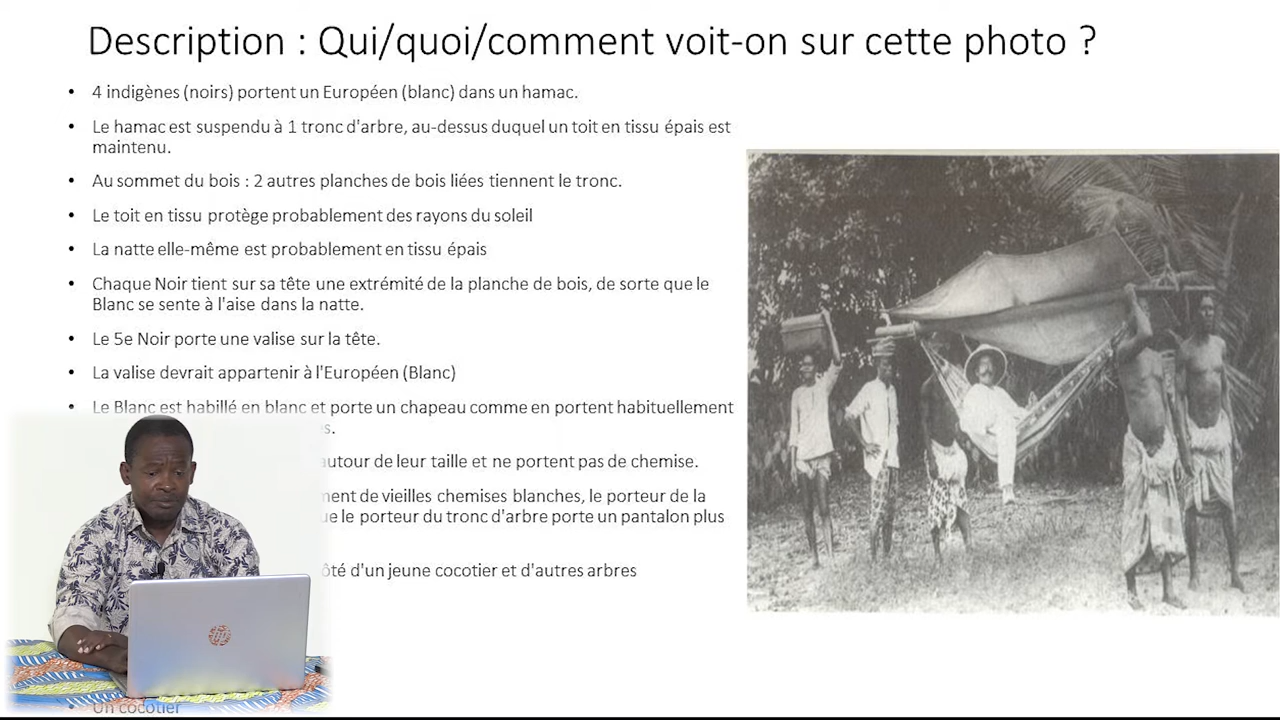 Description : Qui/quoi/comment voit-on sur cette photo ?
• 4 indigènes (noirs) portent un Européen (blanc) dans un hamac.
• Le hamac est suspendu à 1 tronc d'arbre, au-dessus duquel un toit en tissu épais est
maintenu.
• Au sommet du bois : 2 autres planches de bois liées tiennent le tronc.
• Le toit en tissu protège probablement des rayons du soleil
• La natte elle-même est probablement en tissu épais
• Chaque Noir tient sur sa tête une extrémité de la planche de bois, de sorte que le
Blanc se sente à l'aise dans la natte.
• Le 5e Noir porte une valise sur la tête.
• La valise devrait appartenir à l'Européen (Blanc)
• Le Blanc est habillé en blanc et porte un chapeau comme en portent habituellement
autour de leur taille et ne portent pas de chemise.
de vieilles chemises blanches, le porteur de la
le porteur du tronc d'arbre porte un pantalon plus
d'un jeune cocotier et d'autres arbres
Un cocotier
hp